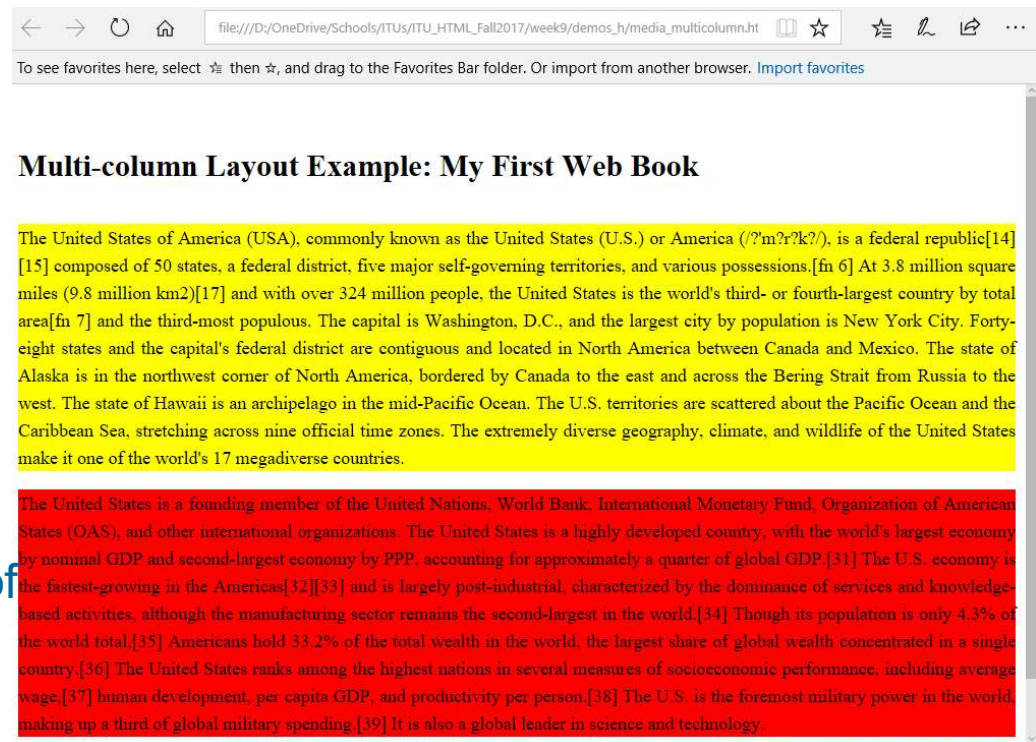 file:///D:/OneDrive/Schools/ITUs/ITU_HTML_Fall2017/week9/demos_h/media_multicolumn.ht
To see favorites here, select then , and drag to the Favorites Bar folder. Or import from another browser. Import favorites
Multi-column Layout Example: My First Web Book
The United States of America (USA), commonly known as the United States (U.S.) or America (/?'m?r?k?/), is a federal republic[14]
[15] composed of 50 states, a federal district, five major self-governing territories, and various possessions.[fn 6] At 3.8 million square
miles (9.8 million km2)[17] and with over 324 million people, the United States is the world's third- or fourth-largest country by total
area[fn 7] and the third-most populous. The capital is Washington, D.C., and the largest city by population is New York City. Forty-
eight states and the capital's federal district are contiguous and located in North America between Canada and Mexico. The state of
Alaska is in the northwest corner of North America, bordered by Canada to the east and across the Bering Strait from Russia to the
west. The state of Hawaii is an archipelago in the mid-Pacific Ocean. The U.S. territories are scattered about the Pacific Ocean and the
Caribbean Sea, stretching across nine official time zones. The extremely diverse geography, climate, and wildlife of the United States
make it one of the world's 17 megadiverse countries.
The United States is a founding member of the United Nations, World Bank, International Monetary Fund, Organization of American
States (OAS), and other international organizations. The United States is a highly developed country, with the world's largest economy
by nominal GDP and second-largest economy by PPP, accounting for approximately a quarter of global GDP.[31] The U.S. economy is
of
the fastest-growing in the Americas[32][33] and is largely post-industrial, characterized by the dominance of services and knowledge-
based activities, although the manufacturing sector remains the second-largest in the world.[34] Though its population is only 4.3% of
the world total,[35] Americans hold 33.2% of the total wealth in the world, the largest share of global wealth concentrated in a single
country.[36] The United States ranks among the highest nations in several measures of socioeconomic performance, including average
wage,[37] human development, per capita GDP, and productivity per person.[38] The U.S. is the foremost military power in the world,
making up a third of global military spending.[39] It is also a global leader in science and technology.